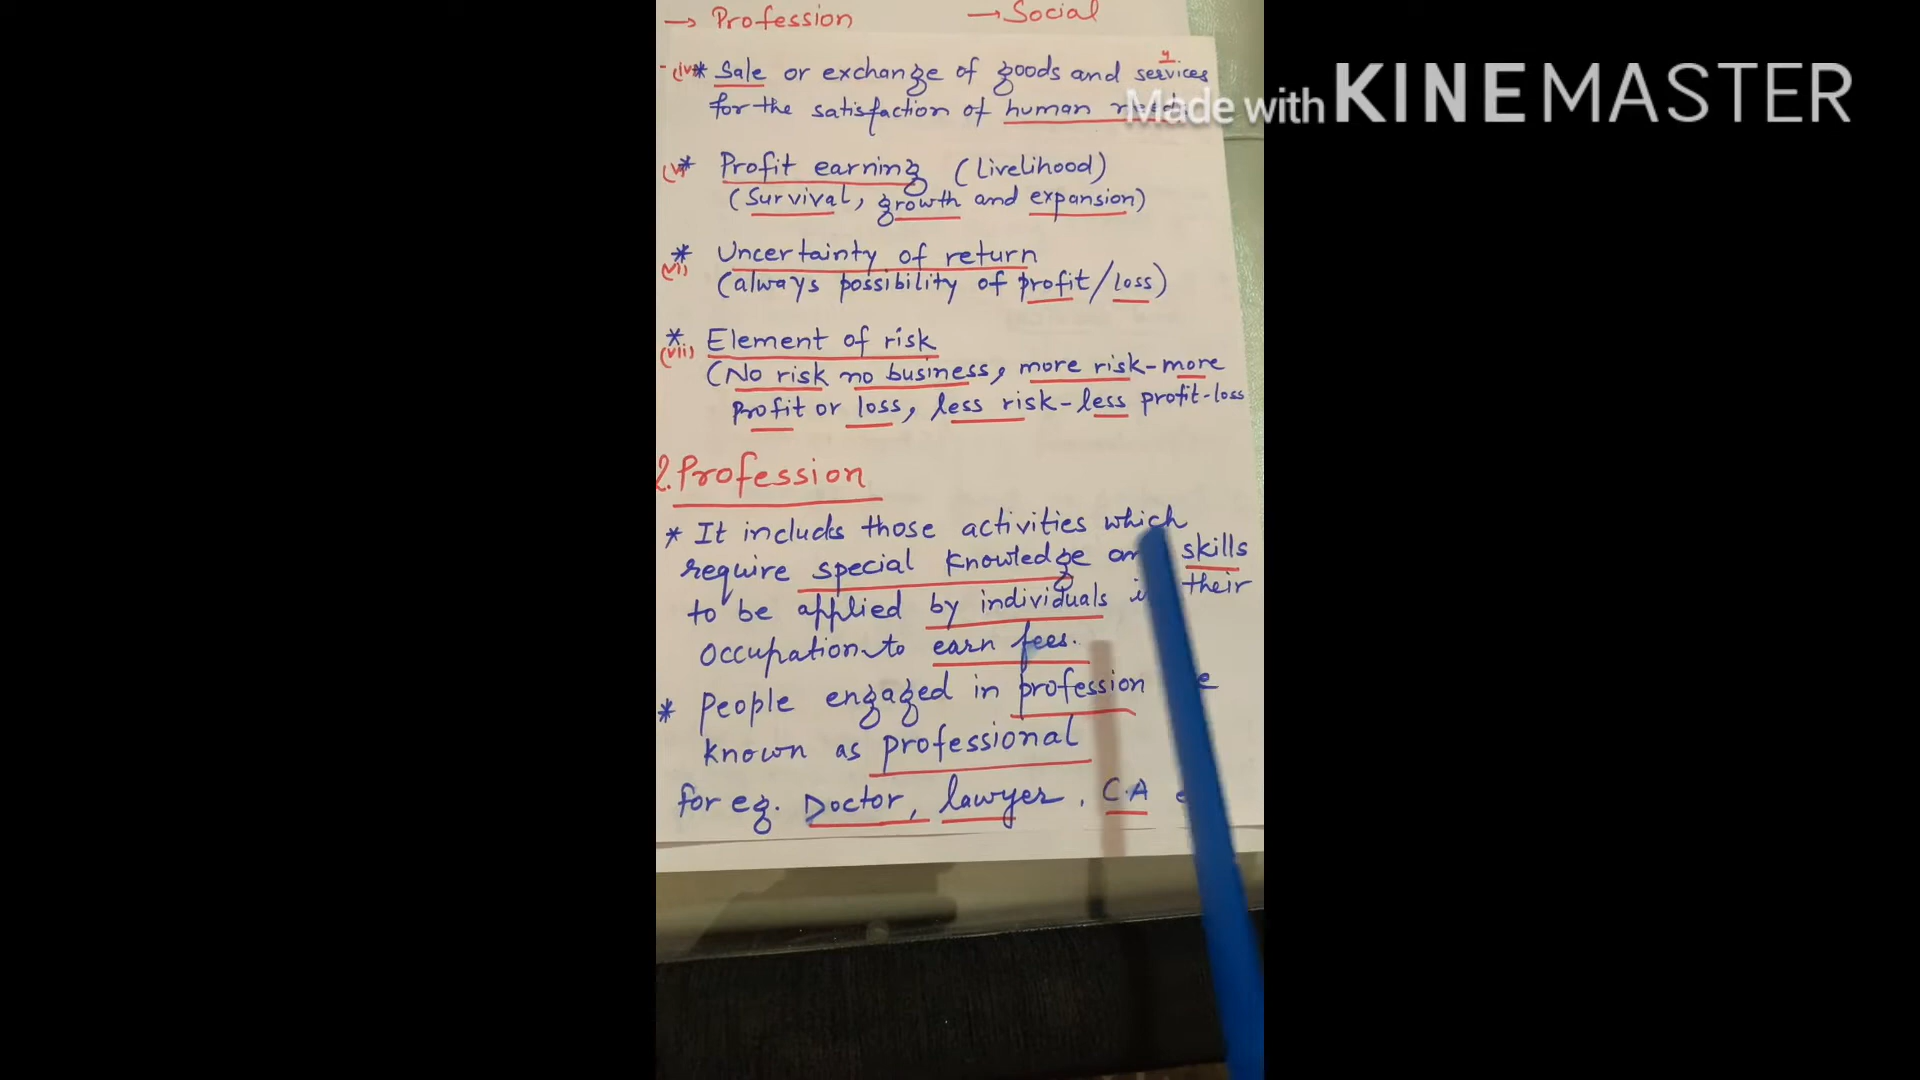 → Profession → Social
(iv)* Sale or exchange of goods and services
for the satisfaction of human
Made with KINEMASTER
(v)* Profit earning (Livelihood)
(Survival, growth and expansion)
(vi)* Uncertainty of return
(always possibility of profit/loss)
(vii)* Element of risk
(No risk no business, more risk-more
Profit or loss, less risk-less profit-loss
2. Profession
* It includs those activities which
require special knowledge skills
to be applied by individuals their
occupation to earn fees.
* People engaged in profession
known as professional
for eg. Doctor, lawyer, C.A